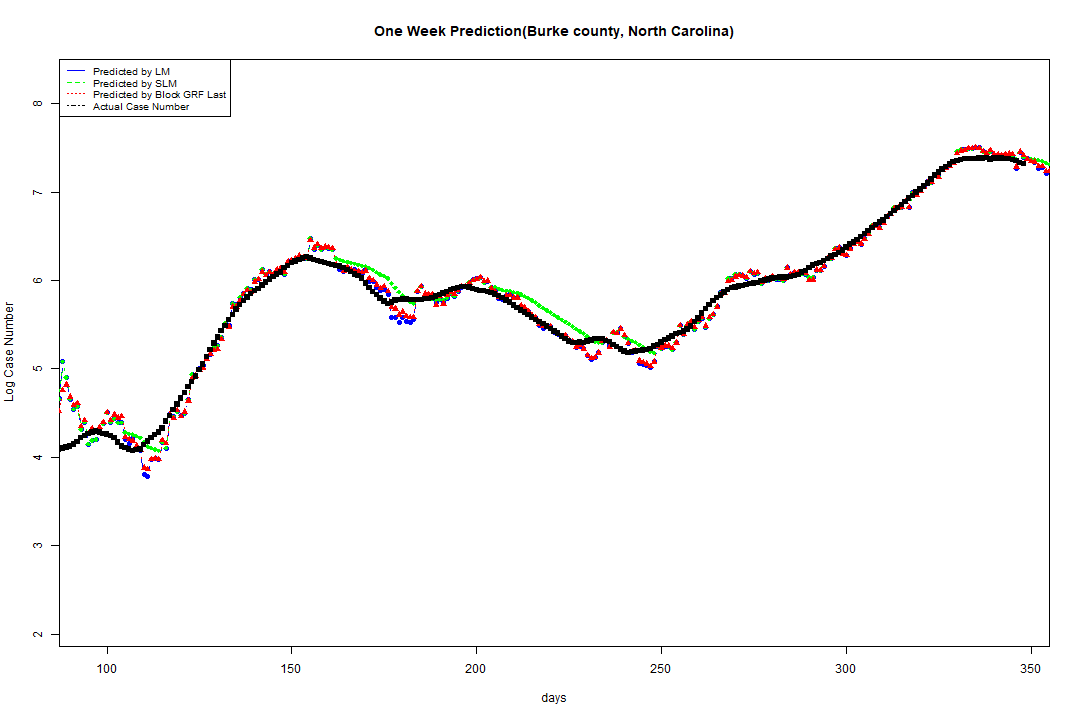 One Week Prediction(Burke county, North Carolina)
Predicted by LM
Predicted by SLM
Predicted by Block GRF Last
Actual Case Number
8
7
6
5
4
3
2
Log Case Number
100 150 200 250 300 350
days